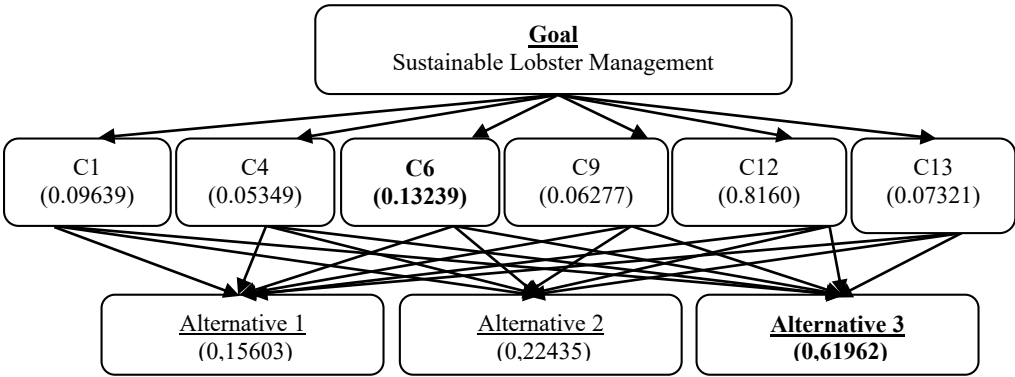 Goal
Sustainable Lobster Management
C1
(0.09639)
C4
(0.05349)
C6
(0.13239)
C9
(0.06277)
C12
(0.8160)
C13
(0.07321)
Alternative 1
(0,15603)
Alternative 2
(0,22435)
Alternative 3
(0,61962)